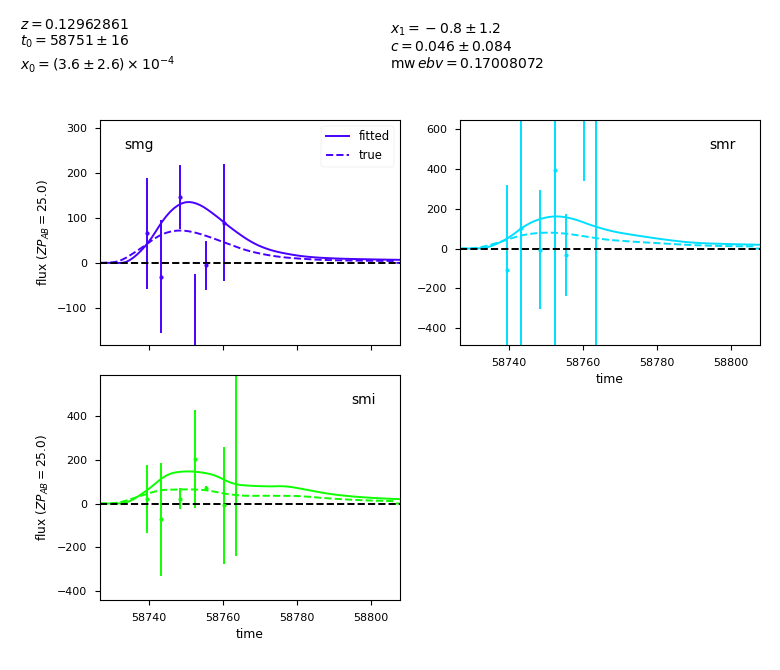 z = 0.12962861
t₀ = 58751 ± 16
x₀ = (3.6 ± 2.6) × 10⁻⁴
x₁ = − 0.8 ± 1.2
c = 0.046 ± 0.084
mw ebv = 0.17008072
smg
fitted
true
300
200
100
0
−100
flux (ZP_AB = 25.0)
smr
600
400
200
0
−200
−400
58740 58760 58780 58800
time
smi
400
200
0
−200
−400
flux (ZP_AB = 25.0)
58740 58760 58780 58800
time